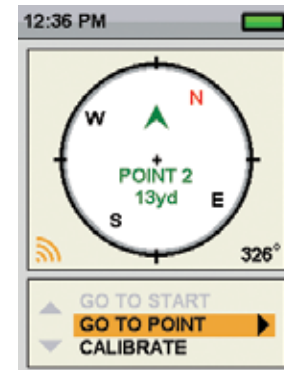 12:36 PM
N
W
POINT 2
13yd
E
S
326°
GO TO START
GO TO POINT
CALIBRATE